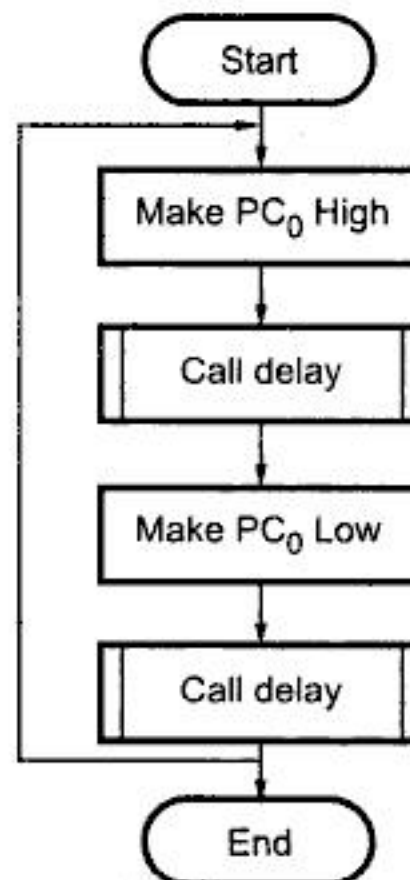 Start
Make PC₀ High
Call delay
Make PC₀ Low
Call delay
End